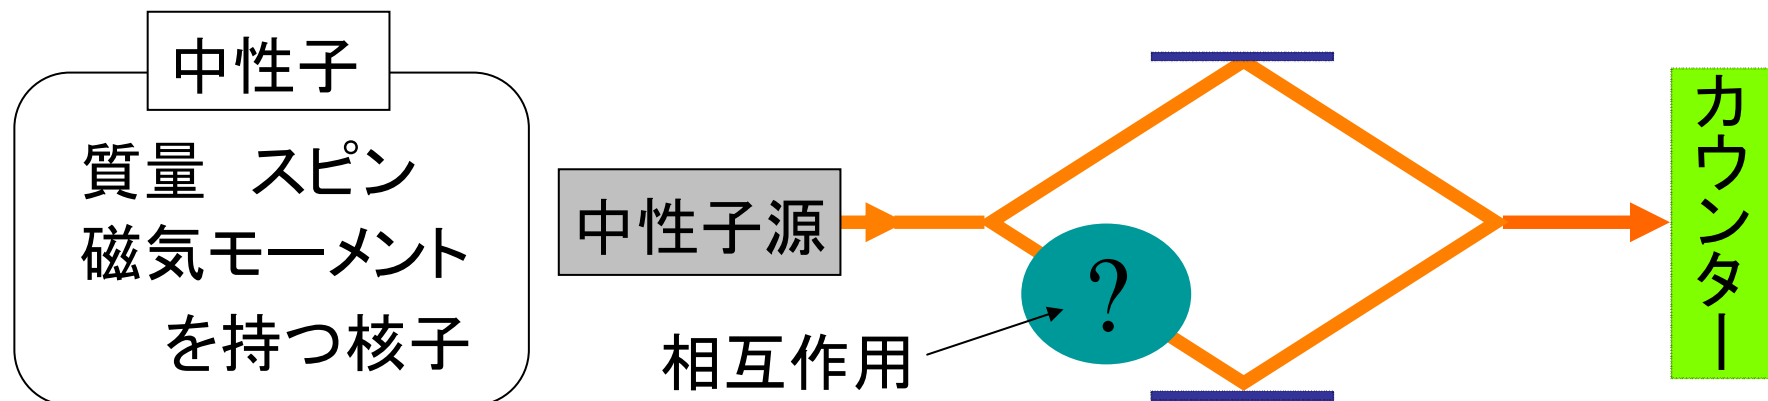 中性子
質量 スピン
磁気モーメント
を持つ核子
中性子源
?
相互作用
カウンター